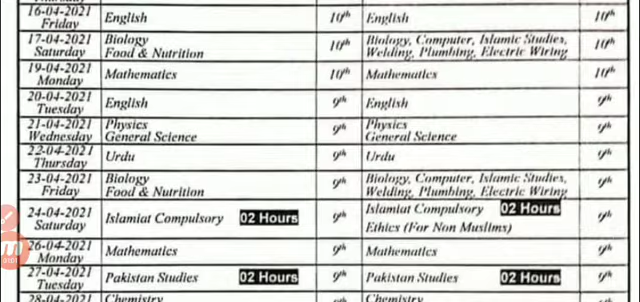 16-04-2021 English 10th English 10th
Friday
17-04-2021 Biology 10th Biology, Computer, Islamic Studies, 10th
Saturday Food & Nutrition Welding, Plumbing, Electric Wiring
19-04-2021 Mathematics 10th Mathematics 10th
Monday
20-04-2021 English 9th English 9th
Tuesday
21-04-2021 Physics 9th Physics 9th
Wednesday General Science General Science
22-04-2021 Urdu 9th Urdu 9th
Thursday
23-04-2021 Biology 9th Biology, Computer, Islamic Studies, 9th
Friday Food & Nutrition Welding, Plumbing, Electric Wiring
24-04-2021 Islamiat Compulsory 02 Hours 9th Islamiat Compulsory 02 Hours 9th
Saturday Ethics (For Non Muslims)
26-04-2021 Mathematics 9th Mathematics 9th
Monday
27-04-2021 Pakistan Studies 02 Hours 9th Pakistan Studies 02 Hours 9th
Tuesday
28-04-2021 Chemistry Chemistry